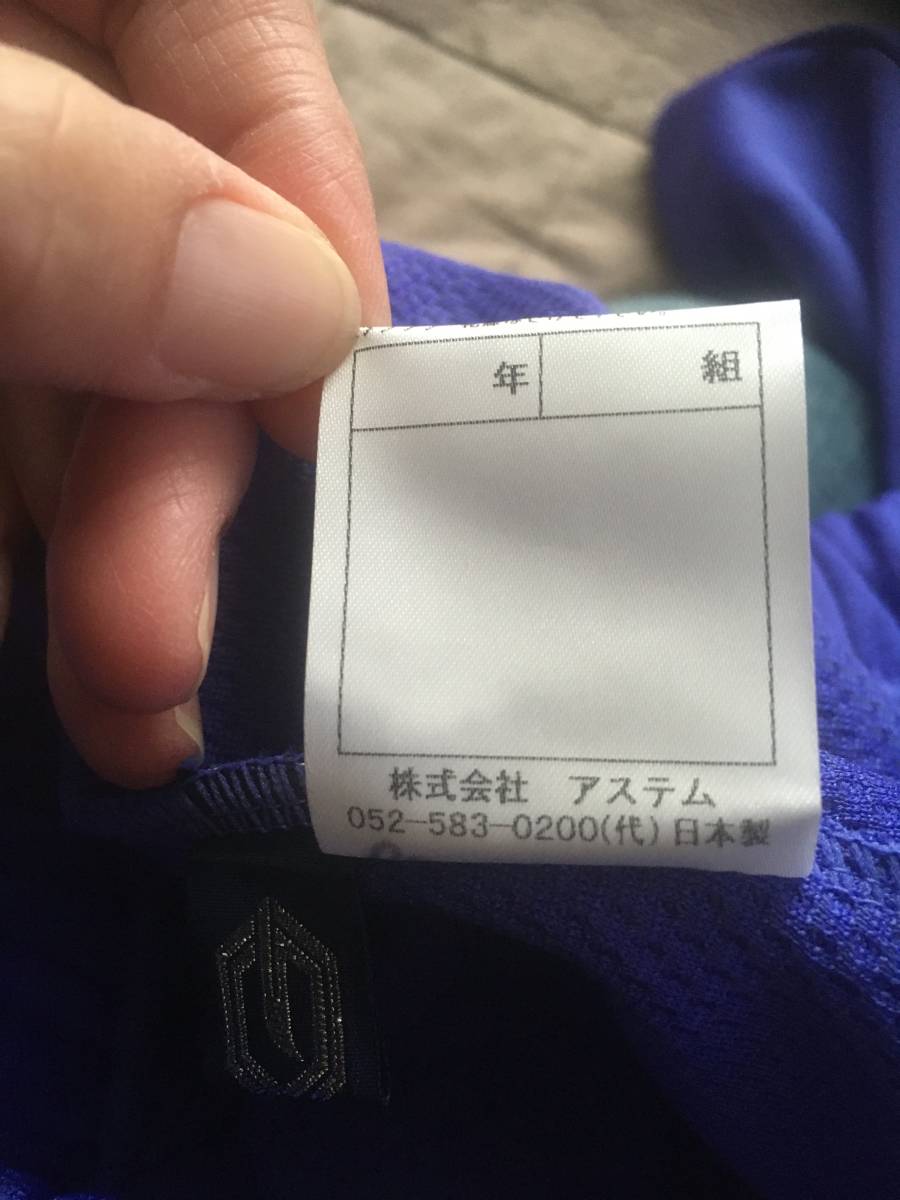 年 組
株式会社 アステム
052-583-0200(代) 日本製